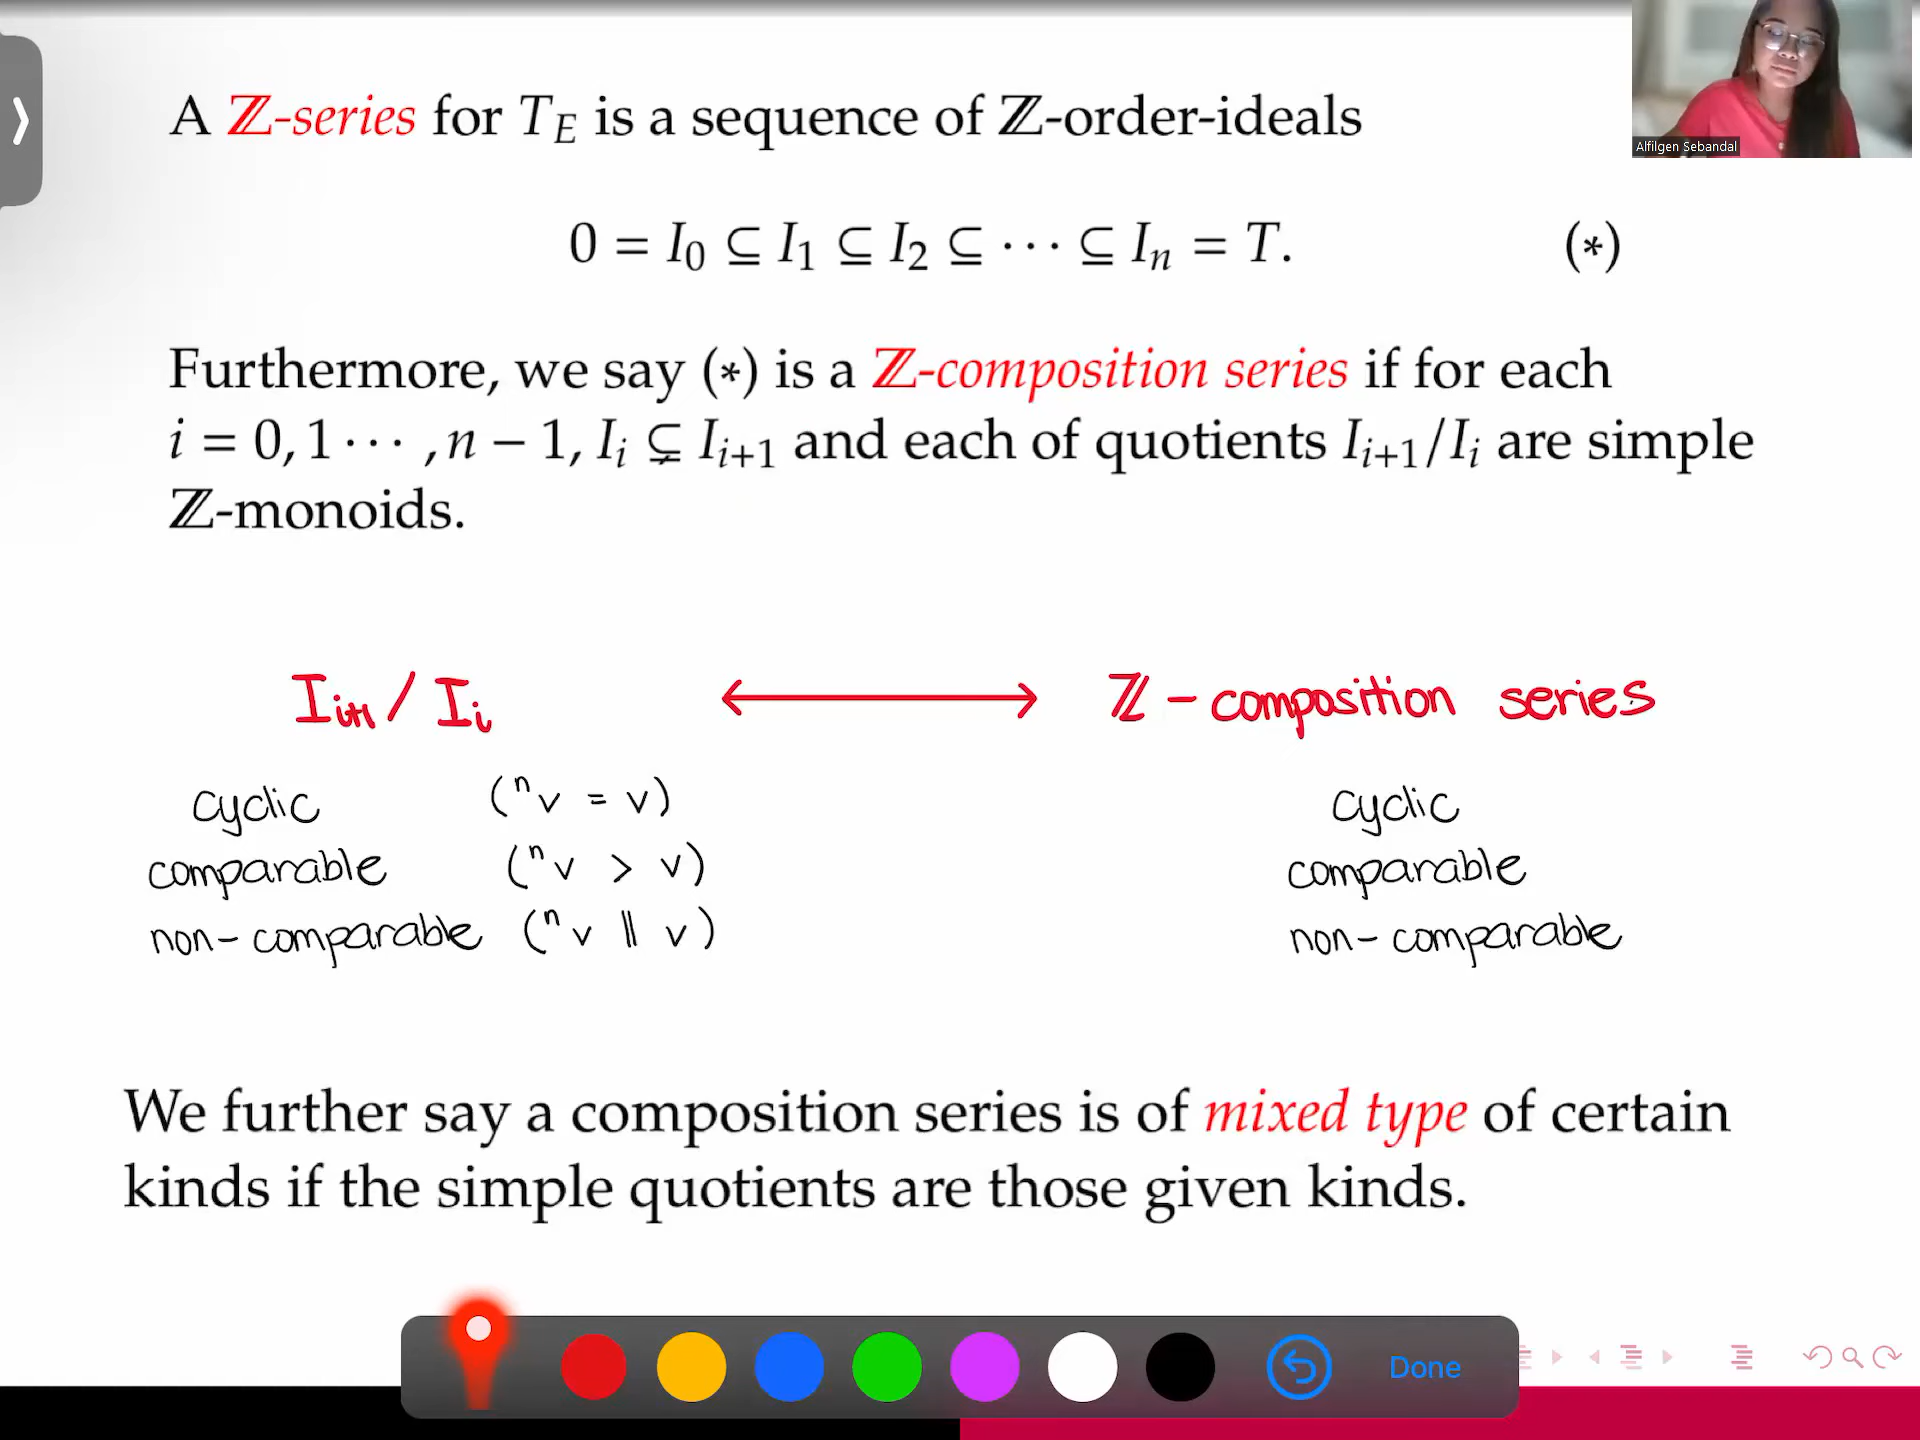 A ℤ-series for T_E is a sequence of ℤ-order-ideals
Alfilgen Sebandal
0 = I_0 ⊆ I_1 ⊆ I_2 ⊆ ··· ⊆ I_n = T. (*)
Furthermore, we say (*) is a ℤ-composition series if for each
i = 0, 1 ··· , n − 1, I_i ⊊ I_{i+1} and each of quotients I_{i+1}/I_i are simple
ℤ-monoids.
I_{i+1} / I_i ⟷ ℤ - composition series
cyclic (ⁿv = v) cyclic
comparable (ⁿv > v) comparable
non-comparable (ⁿv ∥ v) non-comparable
We further say a composition series is of mixed type of certain
kinds if the simple quotients are those given kinds.
Done